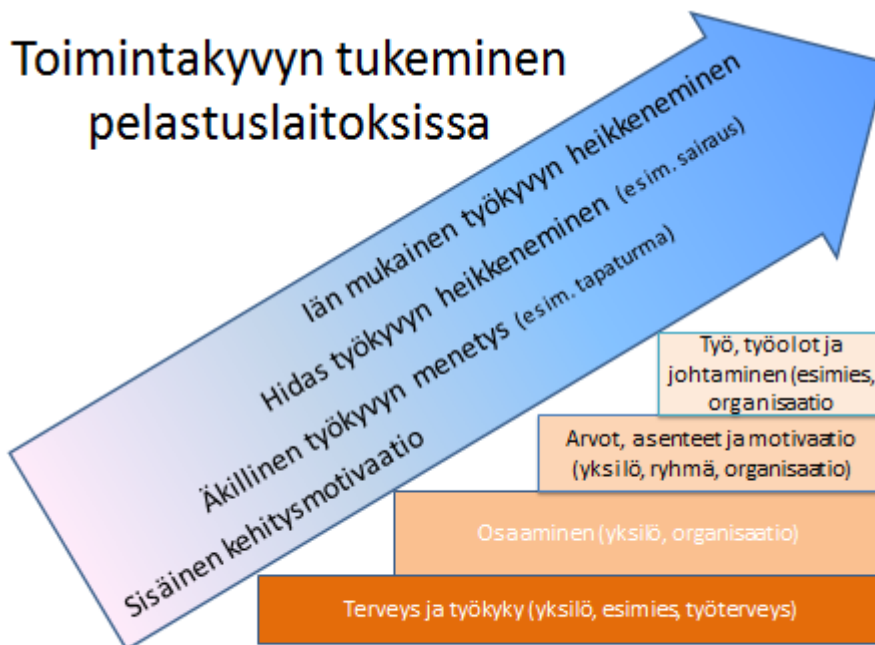 Toimintakyvyn tukeminen
pelastuslaitoksissa
Iän mukainen työkyvyn heikkeneminen
Hidas työkyvyn heikkeneminen (esim. sairaus)
Äkillinen työkyvyn menetys (esim. tapaturma)
Sisäinen kehitysmotivaatio
Työ, työolot ja
johtaminen (esimies,
organisaatio
Arvot, asenteet ja motivaatio
(yksilö, ryhmä, organisaatio)
Osaaminen (yksilö, organisaatio)
Terveys ja työkyky (yksilö, esimies, työterveys)